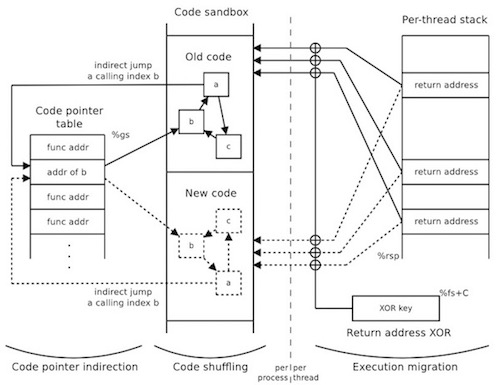 Code sandbox
Per-thread stack
Old code
indirect jump
a calling index b
a
return address
Code pointer
table
%gs
b
func addr
c
addr of b
return address
func addr
New code
func addr
c
return address
b
%rsp
a
indirect jump
a calling index b
%fs+C
XOR key
Return address XOR
Code pointer indirection
Code shuffling
per
process
per
thread
Execution migration